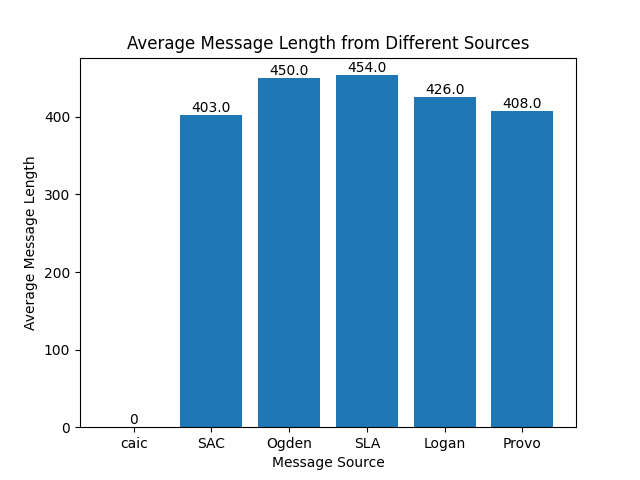 Average Message Length from Different Sources
Average Message Length
400
300
200
100
0
0
403.0
450.0
454.0
426.0
408.0
caic
SAC
Ogden
SLA
Logan
Provo
Message Source